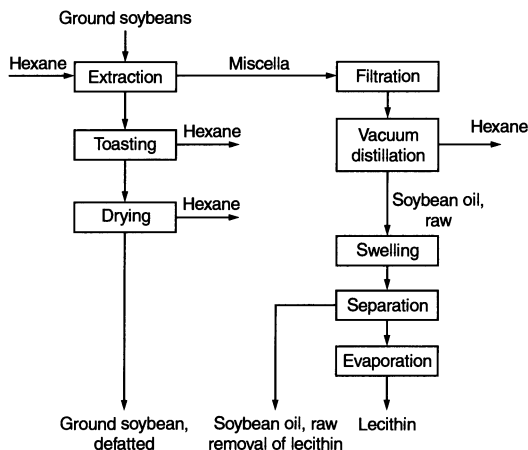 Ground soybeans
Hexane
Extraction
Miscella
Filtration
Toasting
Hexane
Vacuum
distillation
Hexane
Drying
Hexane
Soybean oil,
raw
Swelling
Separation
Evaporation
Ground soybean,
defatted
Soybean oil, raw
removal of lecithin
Lecithin